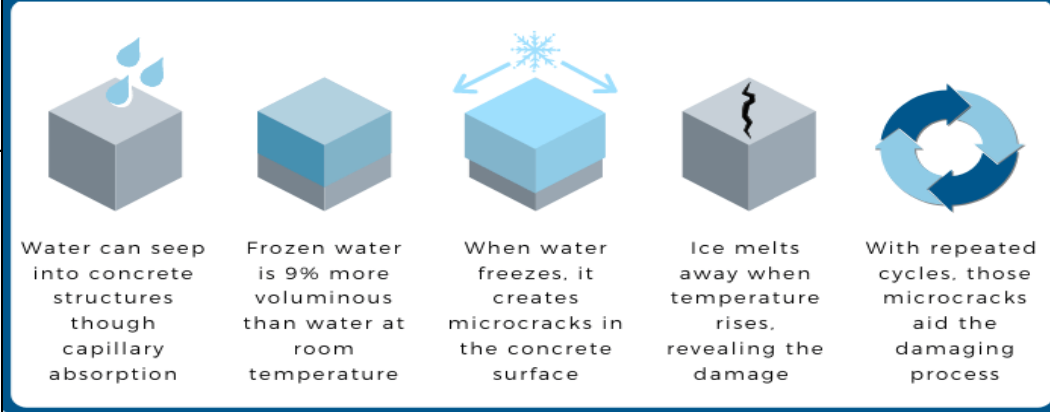 Water can seep
into concrete
structures
though
capillary
absorption
Frozen water
is 9% more
voluminous
than water at
room
temperature
When water
freezes, it
creates
microcracks in
the concrete
surface
Ice melts
away when
temperature
rises,
revealing the
damage
With repeated
cycles, those
microcracks
aid the
damaging
process